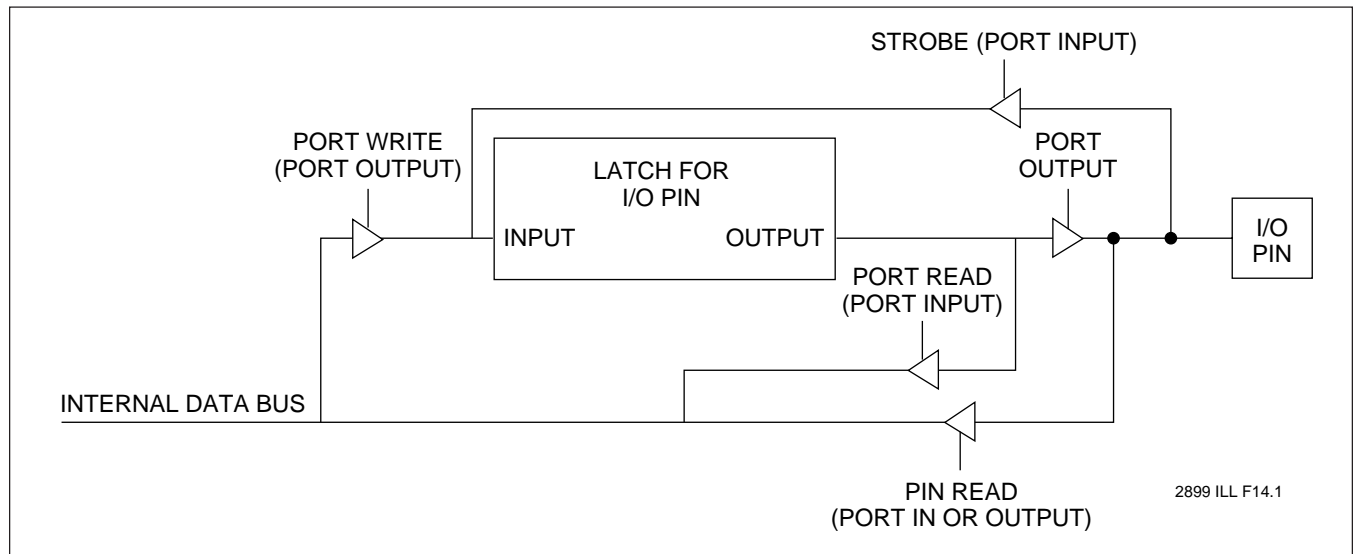 STROBE (PORT INPUT)
PORT WRITE
(PORT OUTPUT)
LATCH FOR
I/O PIN
PORT
OUTPUT
INPUT
OUTPUT
I/O
PIN
PORT READ
(PORT INPUT)
INTERNAL DATA BUS
PIN READ
(PORT IN OR OUTPUT)
2899 ILL F14.1